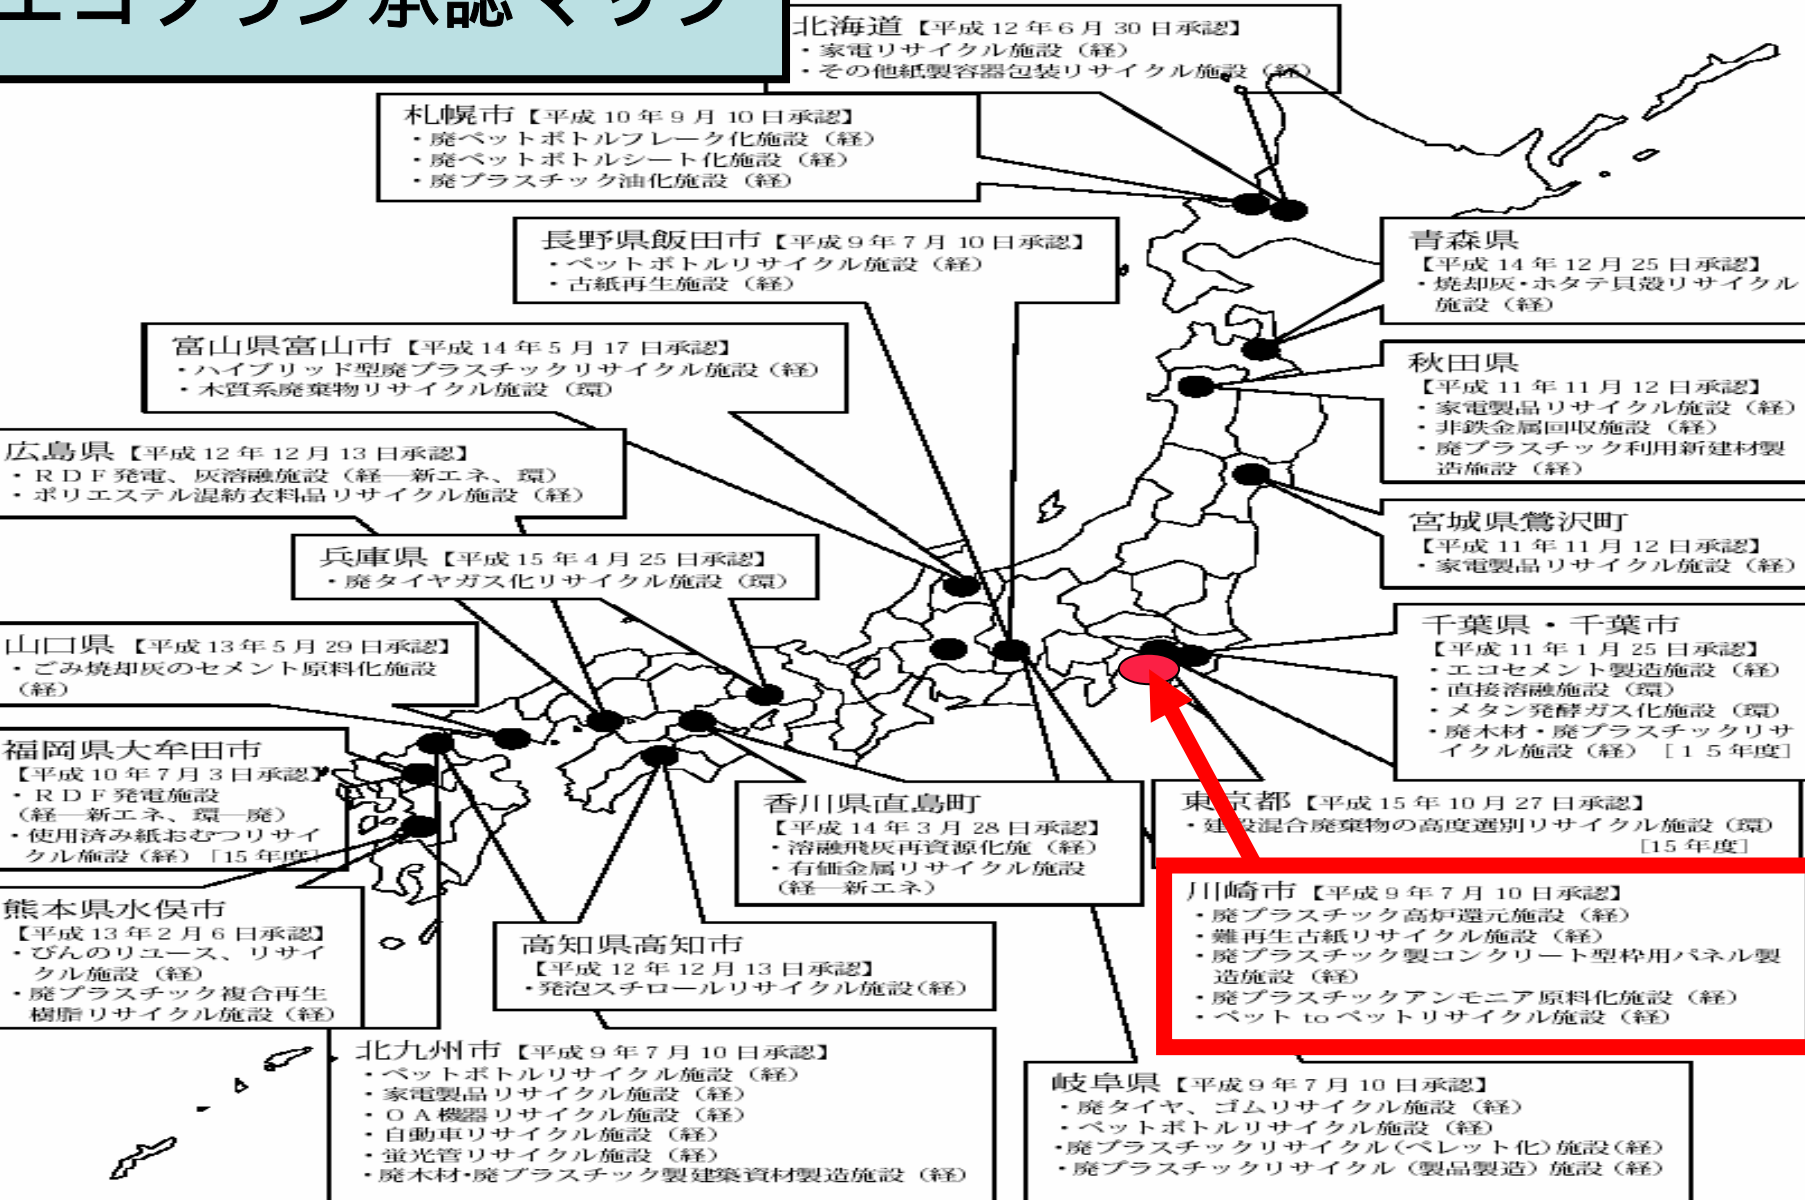 エコタウン承認マップ
北海道【平成12年6月30日承認】
・家電リサイクル施設（経）
・その他紙製容器包装リサイクル施設（経）
札幌市【平成10年9月10日承認】
・廃ペットボトルフレーク化施設（経）
・廃ペットボトルシート化施設（経）
・廃プラスチック油化施設（経）
長野県飯田市【平成9年7月10日承認】
・ペットボトルリサイクル施設（経）
・古紙再生施設（経）
青森県
【平成14年12月25日承認】
・焼却灰・ホタテ貝殻リサイクル
施設（経）
富山県富山市【平成14年5月17日承認】
・ハイブリッド型廃プラスチックリサイクル施設（経）
・木質系廃棄物リサイクル施設（環）
秋田県
【平成11年11月12日承認】
・家電製品リサイクル施設（経）
・非鉄金属回収施設（経）
・廃プラスチック利用新建材製
造施設（経）
広島県【平成12年12月13日承認】
・ＲＤＦ発電、灰溶融施設（経―新エネ、環）
・ポリエステル混紡衣料品リサイクル施設（経）
宮城県鶯沢町
【平成11年11月12日承認】
・家電製品リサイクル施設（経）
兵庫県【平成15年4月25日承認】
・廃タイヤガス化リサイクル施設（環）
千葉県・千葉市
【平成11年1月25日承認】
・エコセメント製造施設（経）
・直接溶融施設（環）
・メタン発酵ガス化施設（環）
・廃木材・廃プラスチックリサ
イクル施設（経）［１５年度］
山口県【平成13年5月29日承認】
・ごみ焼却灰のセメント原料化施設
（経）
福岡県大牟田市
【平成10年7月3日承認】
・ＲＤＦ発電施設
（経―新エネ、環―廃）
・使用済み紙おむつリサイ
クル施設（経）［15年度］
香川県直島町
【平成14年3月28日承認】
・溶融飛灰再資源化施（経）
・有価金属リサイクル施設
（経―新エネ）
東京都【平成15年10月27日承認】
・建設混合廃棄物の高度選別リサイクル施設（環）
［15年度］
川崎市【平成9年7月10日承認】
・廃プラスチック高炉還元施設（経）
・難再生古紙リサイクル施設（経）
・廃プラスチック製コンクリート型枠用パネル製
造施設（経）
・廃プラスチックアンモニア原料化施設（経）
・ペットtoペットリサイクル施設（経）
熊本県水俣市
【平成13年2月6日承認】
・びんのリユース、リサイ
クル施設（経）
・廃プラスチック複合再生
樹脂リサイクル施設（経）
高知県高知市
【平成12年12月13日承認】
・発泡スチロールリサイクル施設（経）
北九州市【平成9年7月10日承認】
・ペットボトルリサイクル施設（経）
・家電製品リサイクル施設（経）
・ＯＡ機器リサイクル施設（経）
・自動車リサイクル施設（経）
・蛍光管リサイクル施設（経）
・廃木材・廃プラスチック製建築資材製造施設（経）
岐阜県【平成9年7月10日承認】
・廃タイヤ、ゴムリサイクル施設（経）
・ペットボトルリサイクル施設（経）
・廃プラスチックリサイクル（ペレット化）施設（経）
・廃プラスチックリサイクル（製品製造）施設（経）